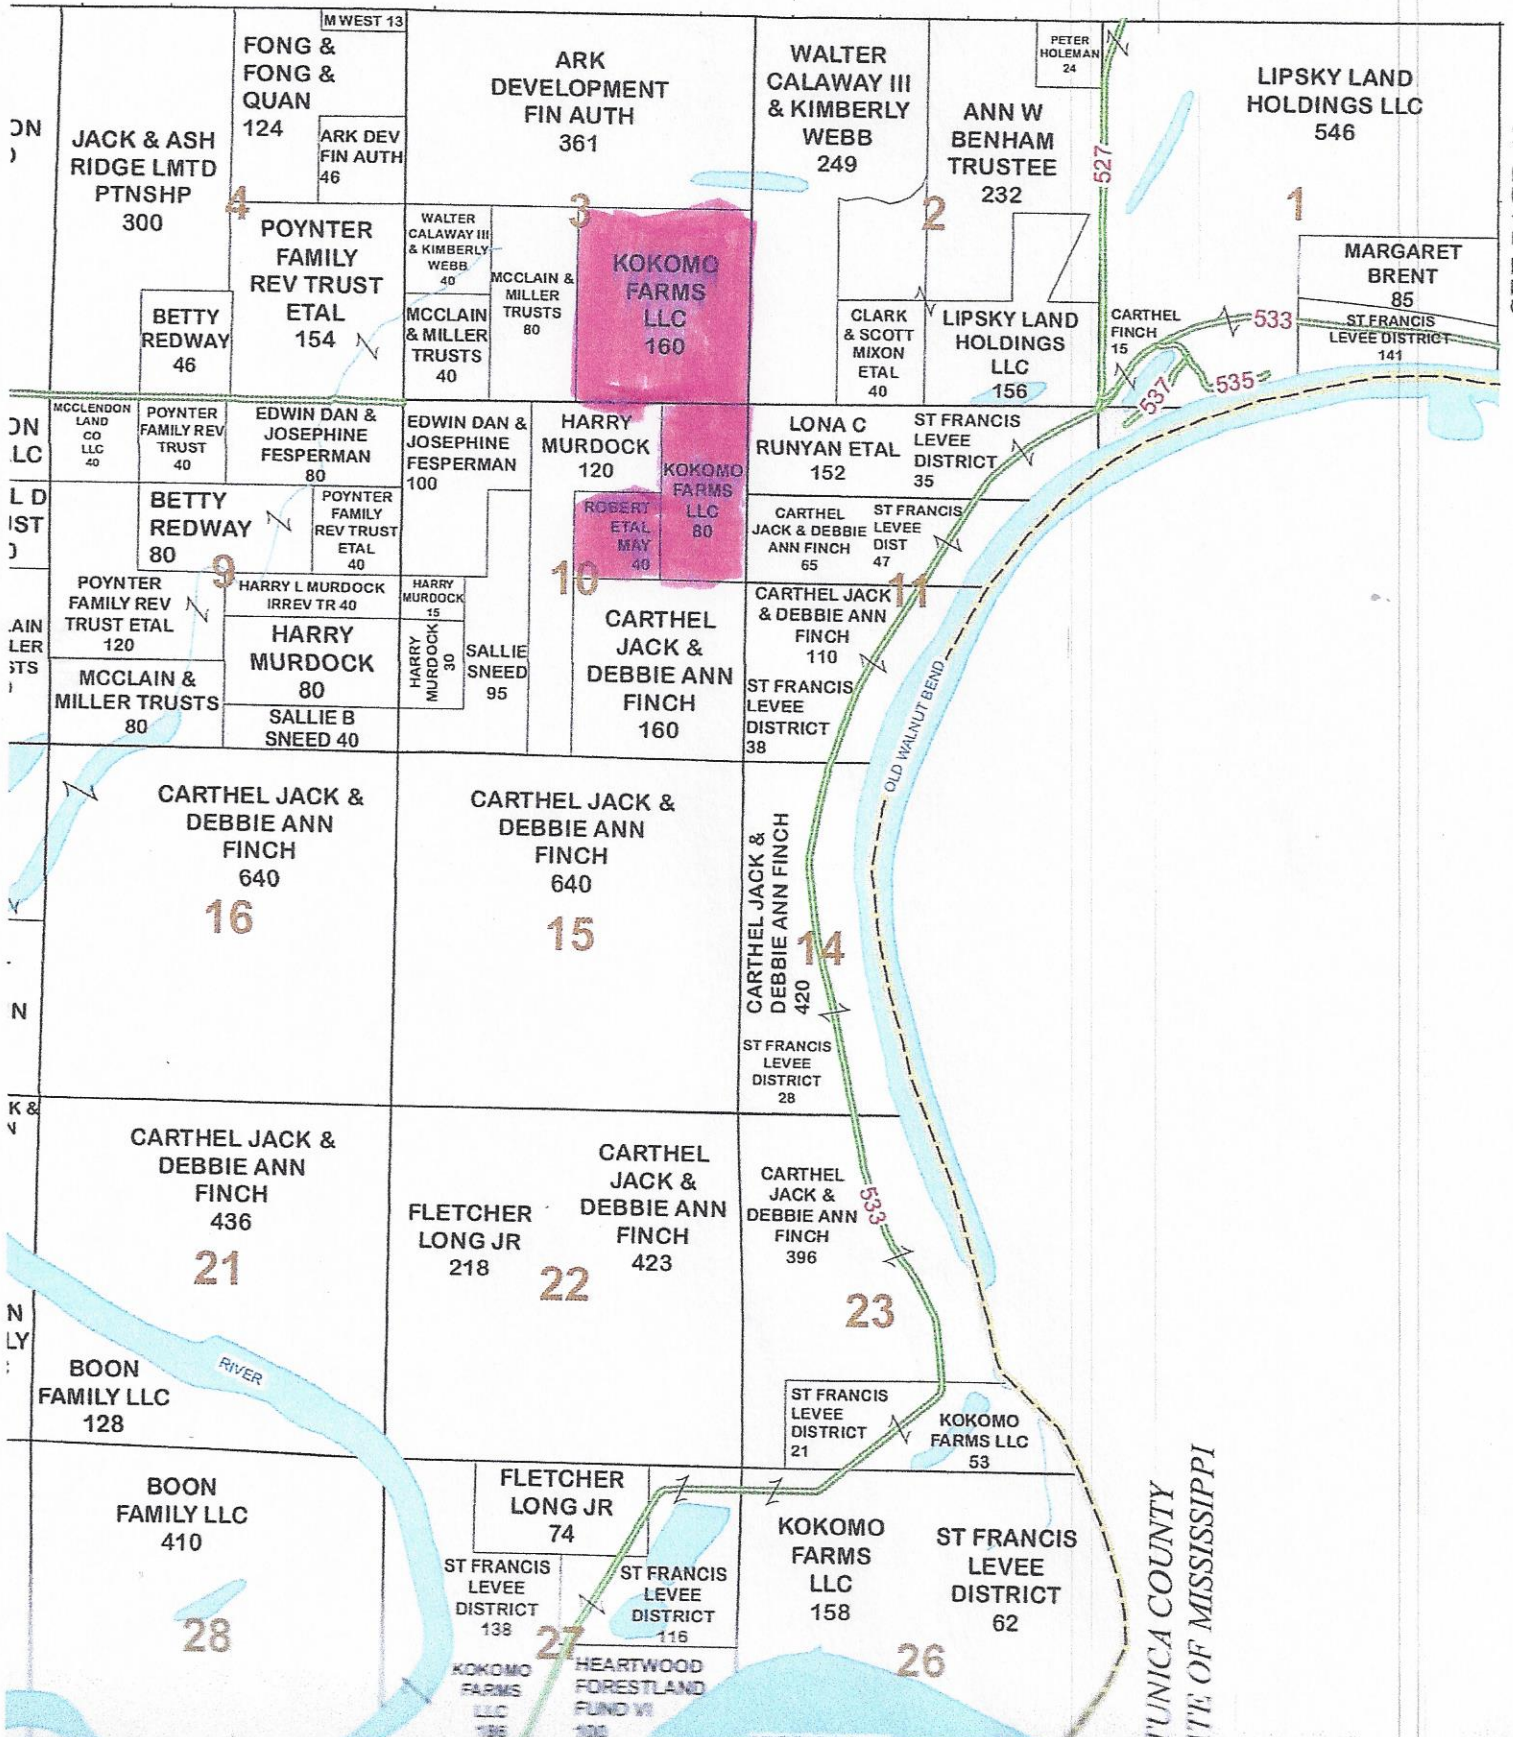 M WEST 13
FONG &
FONG &
QUAN
124
ARK
DEVELOPMENT
FIN AUTH
361
WALTER
CALAWAY III
& KIMBERLY
WEBB
249
PETER
HOLEMAN
24
ANN W
BENHAM
TRUSTEE
232
LIPSKY LAND
HOLDINGS LLC
546
ON
JACK & ASH
RIDGE LMTD
PTNSHP
300
ARK DEV
FIN AUTH
46
527
4
3
2
1
POYNTER
FAMILY
REV TRUST
ETAL
154
WALTER
CALAWAY III
& KIMBERLY
WEBB
40
MCCLAIN &
MILLER
TRUSTS
80
KOKOMO
FARMS
LLC
160
MARGARET
BRENT
85
BETTY
REDWAY
46
MCCLAIN
& MILLER
TRUSTS
40
CLARK
& SCOTT
MIXON
ETAL
40
LIPSKY LAND
HOLDINGS
LLC
156
CARTHEL
FINCH
15
533
ST FRANCIS
LEVEE DISTRICT
141
537
535
MCCLENDON
LAND
CO
LLC
40
POYNTER
FAMILY REV
TRUST
40
EDWIN DAN &
JOSEPHINE
FESPERMAN
80
EDWIN DAN &
JOSEPHINE
FESPERMAN
100
HARRY
MURDOCK
120
KOKOMO
FARMS
LLC
80
LONA C
RUNYAN ETAL
152
ST FRANCIS
LEVEE
DISTRICT
35
ON
LLC
L D
IST
BETTY
REDWAY
80
POYNTER
FAMILY
REV TRUST
ETAL
40
ROBERT
ETAL
MAY
40
CARTHEL
JACK & DEBBIE
ANN FINCH
65
ST FRANCIS
LEVEE
DIST
47
9
10
11
POYNTER
FAMILY REV
TRUST ETAL
120
HARRY L MURDOCK
IRREV TR 40
HARRY
MURDOCK
15
CARTHEL JACK
& DEBBIE ANN
FINCH
110
LAIN
LER
STS
HARRY
MURDOCK
80
HARRY
MURDOCK
30
SALLIE
SNEED
95
CARTHEL
JACK &
DEBBIE ANN
FINCH
160
MCCLAIN &
MILLER TRUSTS
80
SALLIE B
SNEED 40
ST FRANCIS
LEVEE
DISTRICT
38
OLD WALNUT BEND
CARTHEL JACK &
DEBBIE ANN
FINCH
640
16
CARTHEL JACK &
DEBBIE ANN
FINCH
640
15
CARTHEL JACK &
DEBBIE ANN FINCH
420
14
N
ST FRANCIS
LEVEE
DISTRICT
28
K &
N
CARTHEL JACK &
DEBBIE ANN
FINCH
436
21
FLETCHER
LONG JR
218
CARTHEL
JACK &
DEBBIE ANN
FINCH
423
22
CARTHEL
JACK &
DEBBIE ANN
FINCH
396
533
23
N
LY
BOON
FAMILY LLC
128
RIVER
ST FRANCIS
LEVEE
DISTRICT
21
KOKOMO
FARMS LLC
53
BOON
FAMILY LLC
410
28
FLETCHER
LONG JR
74
ST FRANCIS
LEVEE
DISTRICT
138
ST FRANCIS
LEVEE
DISTRICT
116
27
KOKOMO
FARMS
LLC
HEARTWOOD
FORESTLAND
FUND VI
100
KOKOMO
FARMS
LLC
158
ST FRANCIS
LEVEE
DISTRICT
62
26
TUNICA COUNTY
TE OF MISSISSIPPI